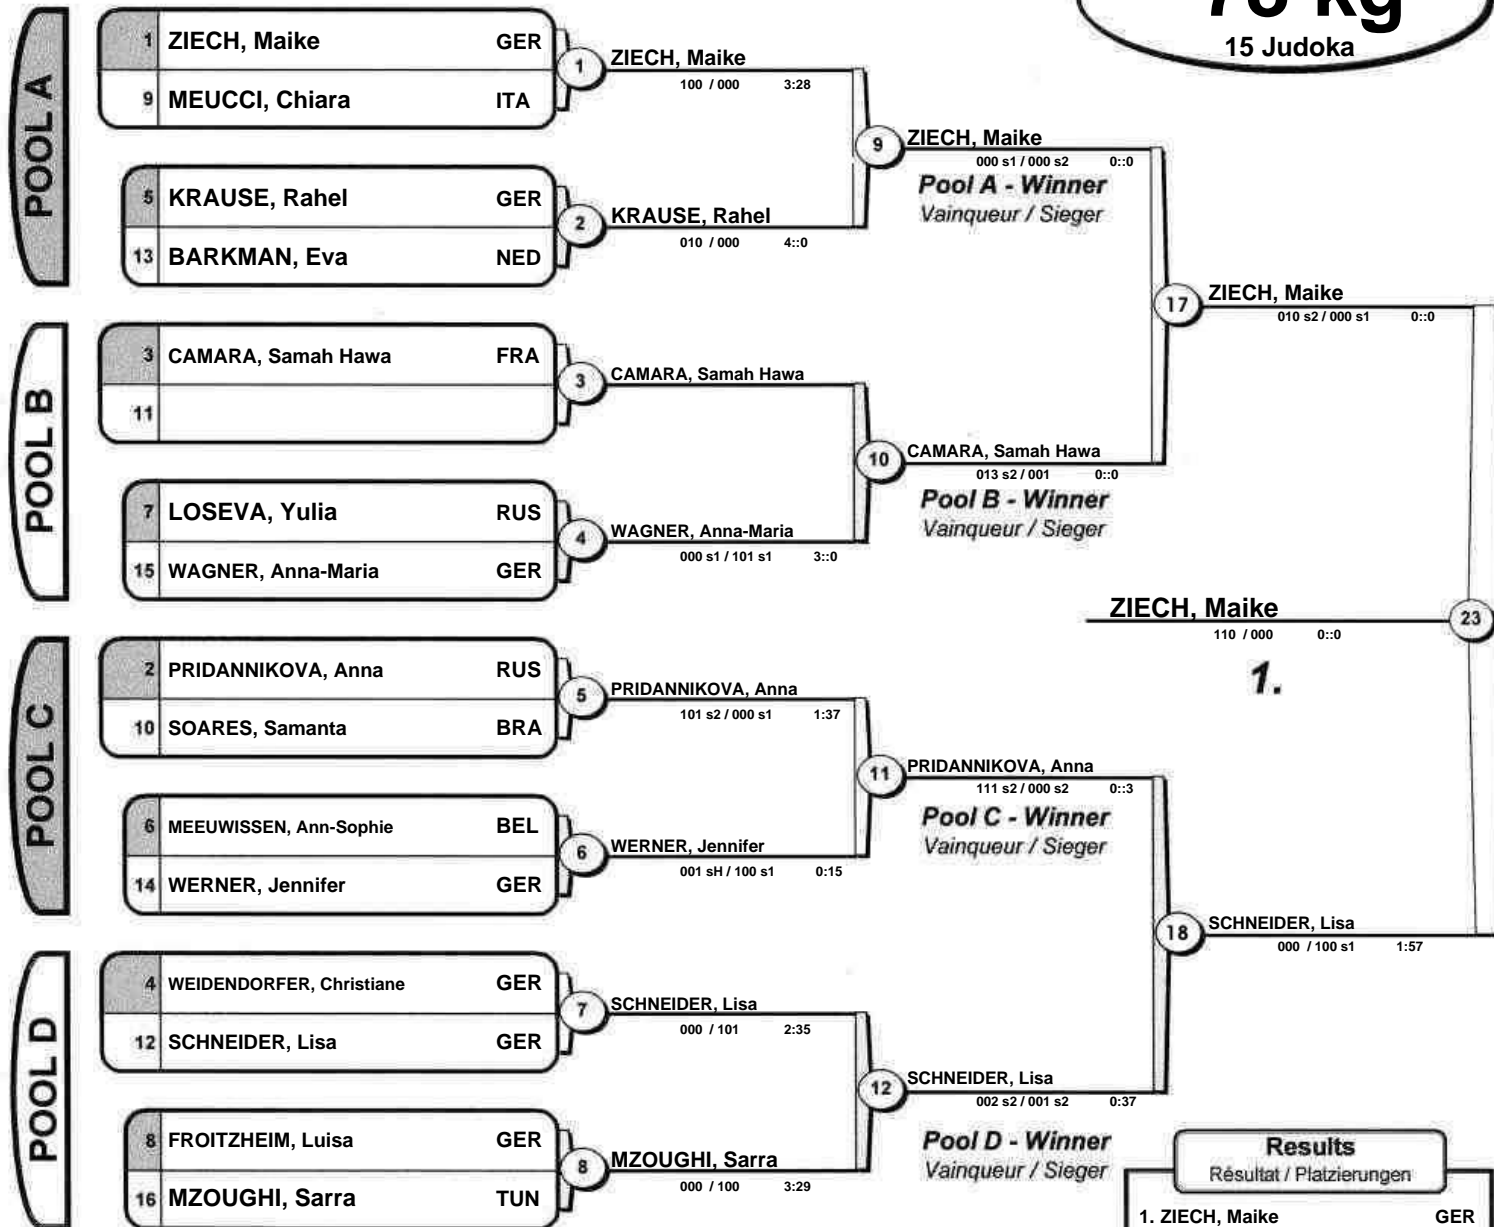 15 Judoka
POOL A
1 ZIECH, Maike GER
9 MEUCCI, Chiara ITA
1
ZIECH, Maike
100 / 000 3:28
5 KRAUSE, Rahel GER
13 BARKMAN, Eva NED
2
KRAUSE, Rahel
010 / 000 4::0
9
ZIECH, Maike
000 s1 / 000 s2 0::0
Pool A - Winner
Vainqueur / Sieger
POOL B
3 CAMARA, Samah Hawa FRA
11
3
CAMARA, Samah Hawa
7 LOSEVA, Yulia RUS
15 WAGNER, Anna-Maria GER
4
WAGNER, Anna-Maria
000 s1 / 101 s1 3::0
10
CAMARA, Samah Hawa
013 s2 / 001 0::0
Pool B - Winner
Vainqueur / Sieger
17
ZIECH, Maike
010 s2 / 000 s1 0::0
ZIECH, Maike
110 / 000 0::0
23
1.
POOL C
2 PRIDANNIKOVA, Anna RUS
10 SOARES, Samanta BRA
5
PRIDANNIKOVA, Anna
101 s2 / 000 s1 1:37
6 MEEUWISSEN, Ann-Sophie BEL
14 WERNER, Jennifer GER
6
WERNER, Jennifer
001 sH / 100 s1 0:15
11
PRIDANNIKOVA, Anna
111 s2 / 000 s2 0::3
Pool C - Winner
Vainqueur / Sieger
18
SCHNEIDER, Lisa
000 / 100 s1 1:57
POOL D
4 WEIDENDORFER, Christiane GER
12 SCHNEIDER, Lisa GER
7
SCHNEIDER, Lisa
000 / 101 2:35
8 FROITZHEIM, Luisa GER
16 MZOUGHI, Sarra TUN
8
MZOUGHI, Sarra
000 / 100 3:29
12
SCHNEIDER, Lisa
002 s2 / 001 s2 0:37
Pool D - Winner
Vainqueur / Sieger
Results
Résultat / Platzierungen
1. ZIECH, Maike GER